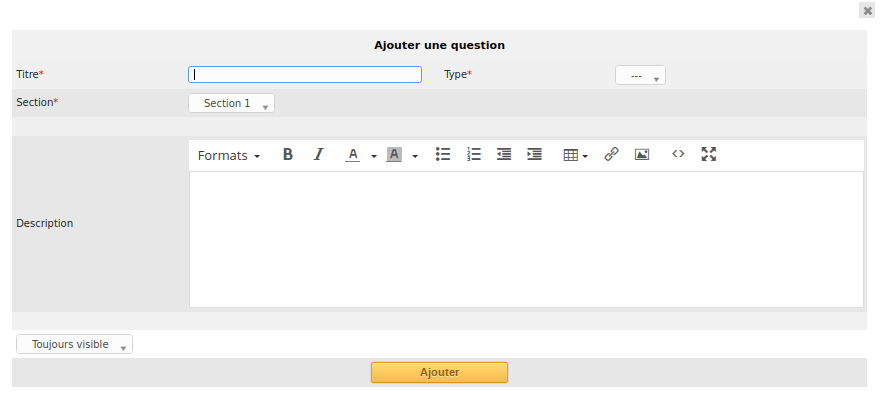 Ajouter une question
Titre* Type* ---
Section* Section 1
Formats B I A A
Description
Toujours visible
Ajouter